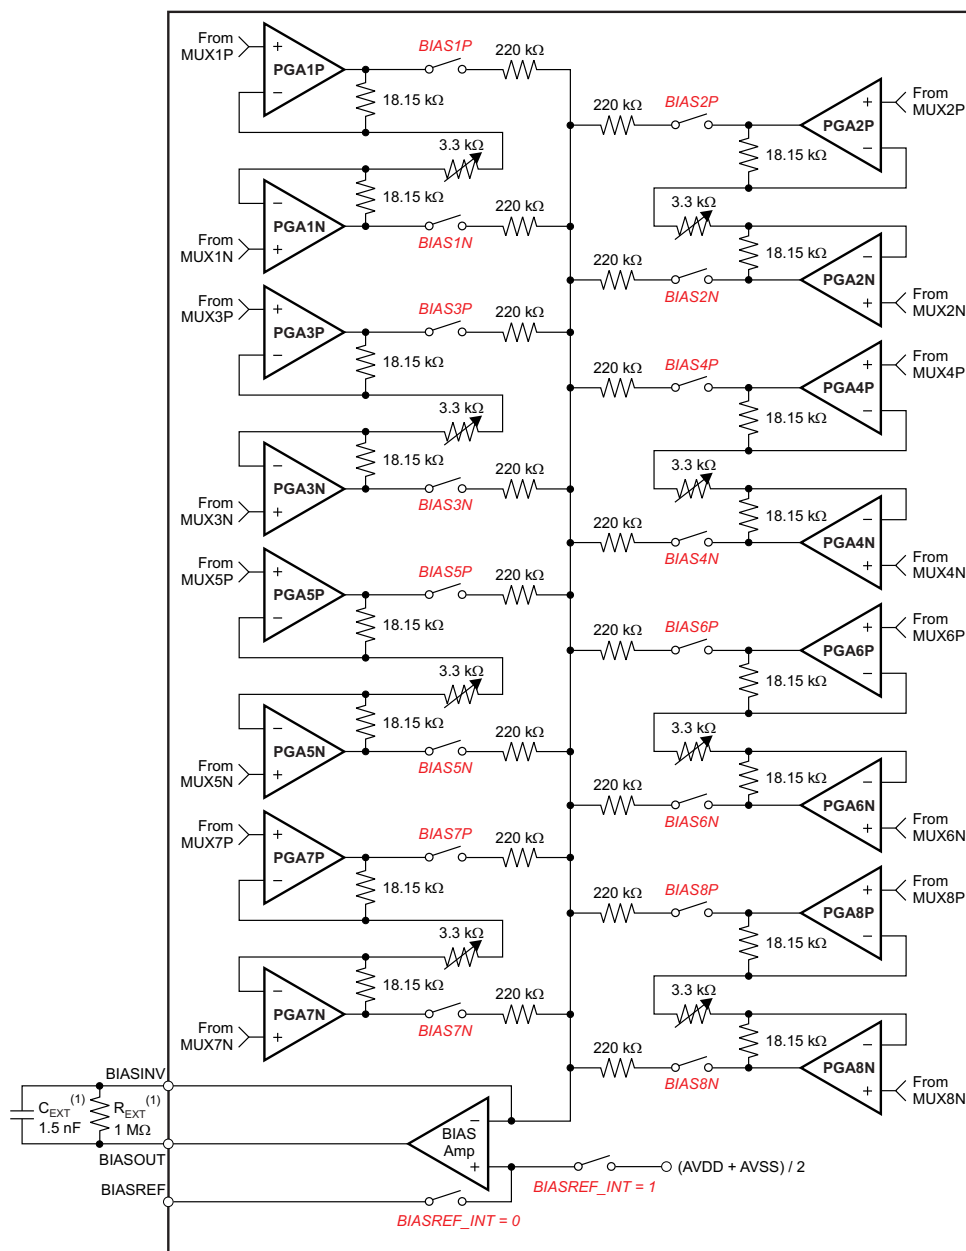 From
MUX1P
+
PGA1P
−
BIAS1P
220 kΩ
18.15 kΩ
3.3 kΩ
−
PGA1N
+
18.15 kΩ
220 kΩ
BIAS1N
From
MUX1N
From
MUX3P
+
PGA3P
−
BIAS3P
220 kΩ
18.15 kΩ
3.3 kΩ
−
PGA3N
+
18.15 kΩ
220 kΩ
BIAS3N
From
MUX3N
From
MUX5P
+
PGA5P
−
BIAS5P
220 kΩ
18.15 kΩ
3.3 kΩ
−
PGA5N
+
18.15 kΩ
220 kΩ
BIAS5N
From
MUX5N
From
MUX7P
+
PGA7P
−
BIAS7P
220 kΩ
18.15 kΩ
3.3 kΩ
−
PGA7N
+
18.15 kΩ
220 kΩ
BIAS7N
From
MUX7N
220 kΩ
BIAS2P
+
PGA2P
−
From
MUX2P
18.15 kΩ
3.3 kΩ
18.15 kΩ
220 kΩ
BIAS2N
−
PGA2N
+
From
MUX2N
220 kΩ
BIAS4P
+
PGA4P
−
From
MUX4P
18.15 kΩ
3.3 kΩ
18.15 kΩ
220 kΩ
BIAS4N
−
PGA4N
+
From
MUX4N
220 kΩ
BIAS6P
+
PGA6P
−
From
MUX6P
18.15 kΩ
3.3 kΩ
18.15 kΩ
220 kΩ
BIAS6N
−
PGA6N
+
From
MUX6N
220 kΩ
BIAS8P
+
PGA8P
−
From
MUX8P
18.15 kΩ
3.3 kΩ
18.15 kΩ
220 kΩ
BIAS8N
−
PGA8N
+
From
MUX8N
BIASINV
CEXT(1)
1.5 nF
REXT(1)
1 MΩ
BIASOUT
BIASREF
−
BIAS
Amp
+
(AVDD + AVSS) / 2
BIASREF_INT = 1
BIASREF_INT = 0